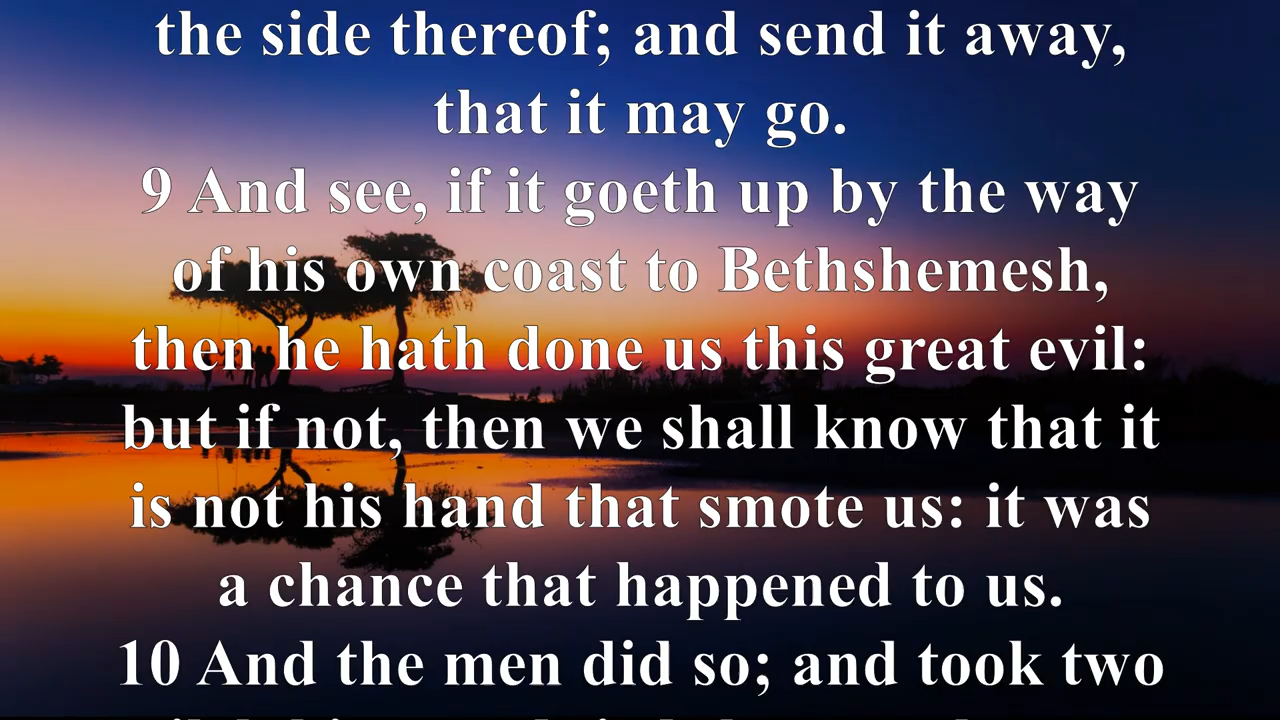 the side thereof; and send it away,
that it may go.
9 And see, if it goeth up by the way
of his own coast to Bethshemesh,
then he hath done us this great evil:
but if not, then we shall know that it
is not his hand that smote us: it was
a chance that happened to us.
10 And the men did so; and took two